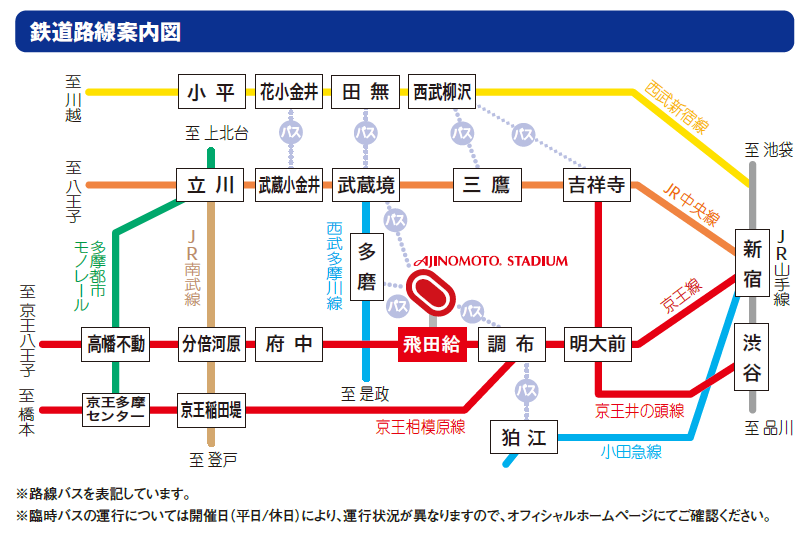 鉄道路線案内図
至川越
小平
花小金井
田無
西武柳沢
西武新宿線
バス
バス
バス
バス
至 上北台
至 池袋
至八王子
立川
武蔵小金井
武蔵境
三鷹
吉祥寺
JR中央線
バス
多摩都市
モノレール
JR南武線
西武多摩川線
多磨
AJINOMOTO. STADIUM
新宿
JR山手線
至京王八王子
バス
バス
京王線
高幡不動
分倍河原
府中
飛田給
調布
明大前
渋谷
至橋本
京王多摩
センター
京王稲田堤
至 是政
バス
京王相模原線
京王井の頭線
至 品川
狛江
小田急線
至 登戸
※路線バスを表記しています。
※臨時バスの運行については開催日(平日/休日)により、運行状況が異なりますので、オフィシャルホームページにてご確認ください。